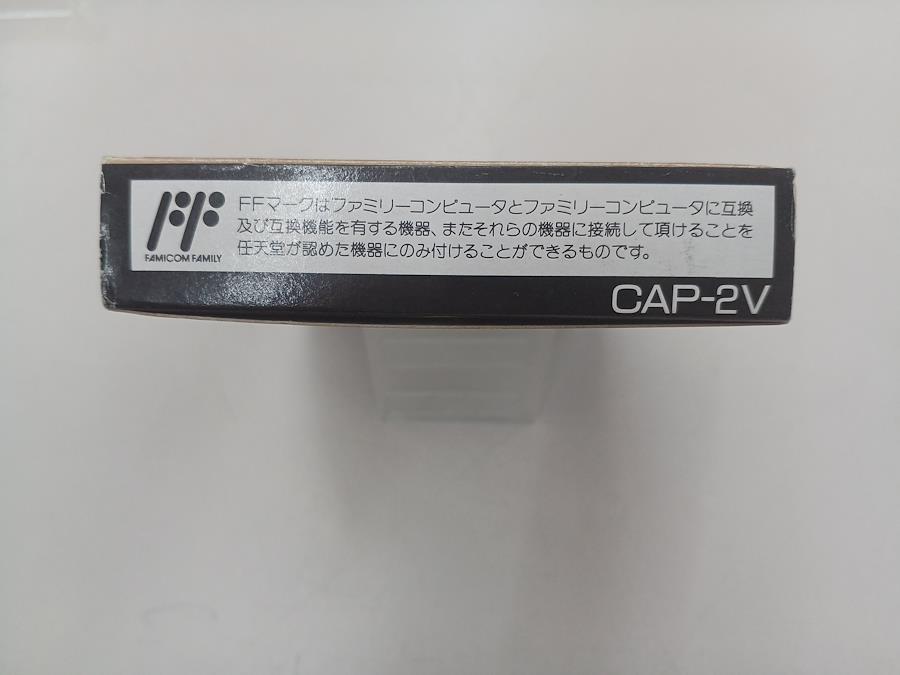 FFマークはファミリーコンピュータとファミリーコンピュータに互換
及び互換機能を有する機器、またそれらの機器に接続して頂けることを
任天堂が認めた機器にのみ付けることができるものです。
FF
FAMICOM FAMILY
CAP-2V